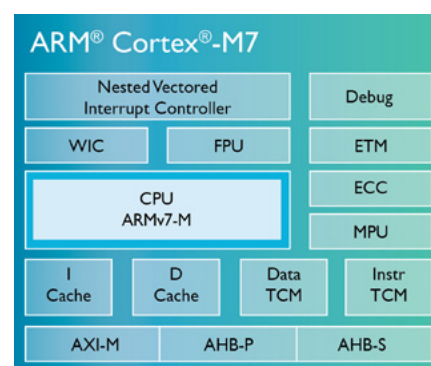 ARM® Cortex®-M7
Nested Vectored
Interrupt Controller
Debug
WIC
FPU
ETM
CPU
ARMv7-M
ECC
MPU
I
Cache
D
Cache
Data
TCM
Instr
TCM
AXI-M
AHB-P
AHB-S